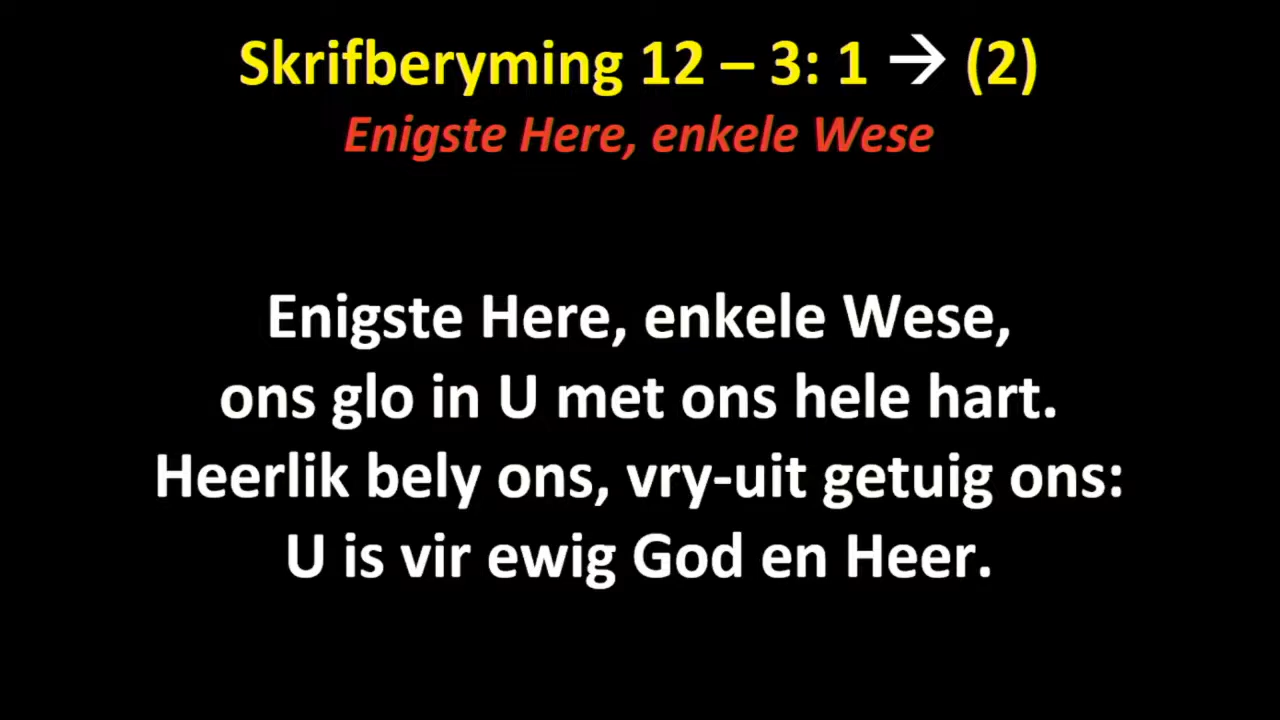 Skrifberyming 12 – 3: 1 → (2)
Enigste Here, enkele Wese
Enigste Here, enkele Wese,
ons glo in U met ons hele hart.
Heerlik bely ons, vry-uit getuig ons:
U is vir ewig God en Heer.